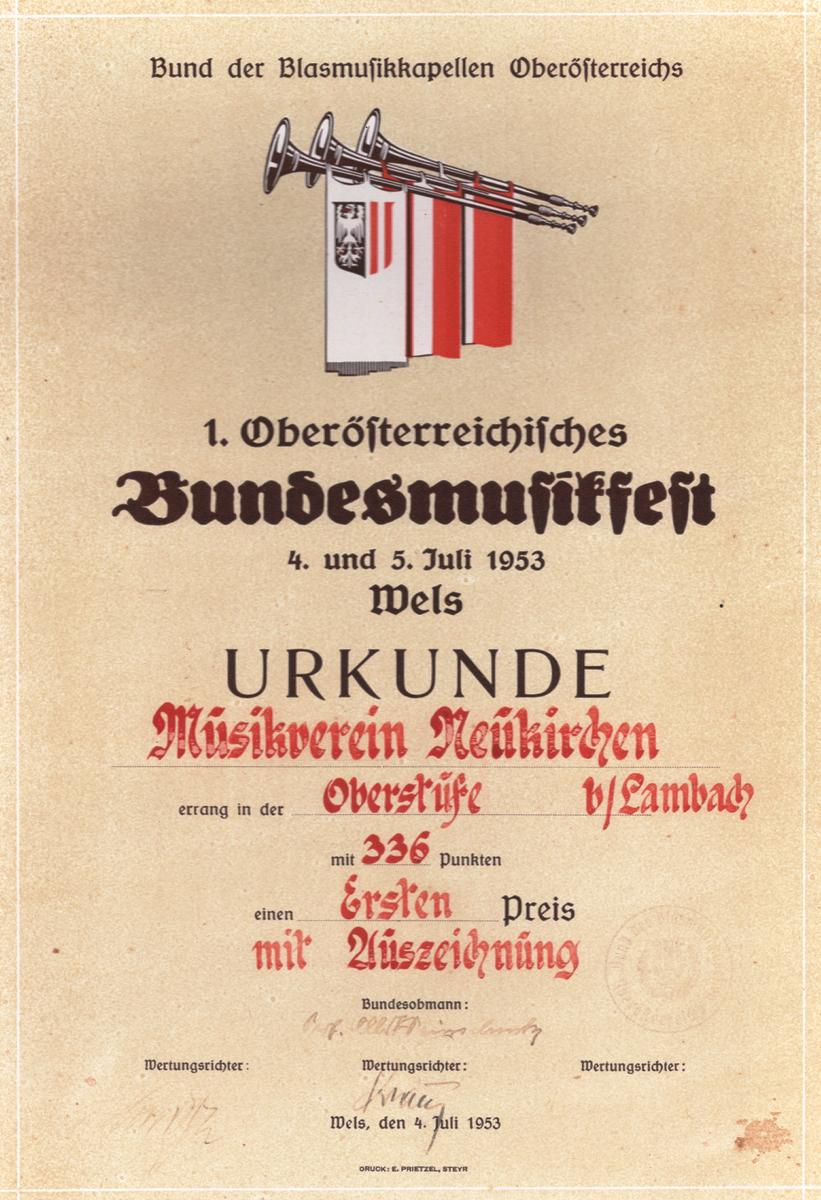 Bund der Blasmusikkapellen Oberösterreichs
1. Oberösterreichisches
Bundesmusikfest
4. und 5. Juli 1953
Wels
URKUNDE
Musikverein Neukirchen
errang in der Oberstufe b/Lambach
mit 336 Punkten
einen Ersten Preis
mit Auszeichnung
Bundesobmann:
Prof.
Wertungsrichter: Wertungsrichter: Wertungsrichter:
Wels, den 4. Juli 1953
DRUCK: E. PRIETZEL, STEYR